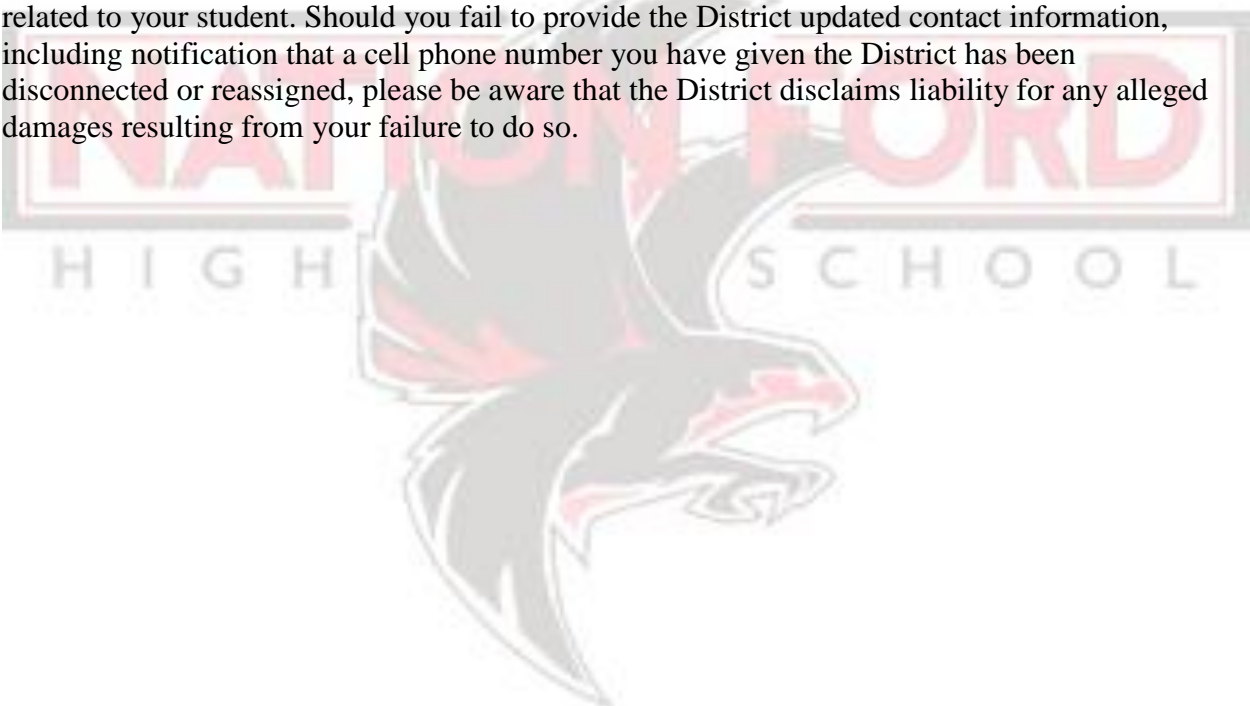 related to your student. Should you fail to provide the District updated contact information,
including notification that a cell phone number you have given the District has been
disconnected or reassigned, please be aware that the District disclaims liability for any alleged
damages resulting from your failure to do so.
NATION FORD
HIGH SCHOOL